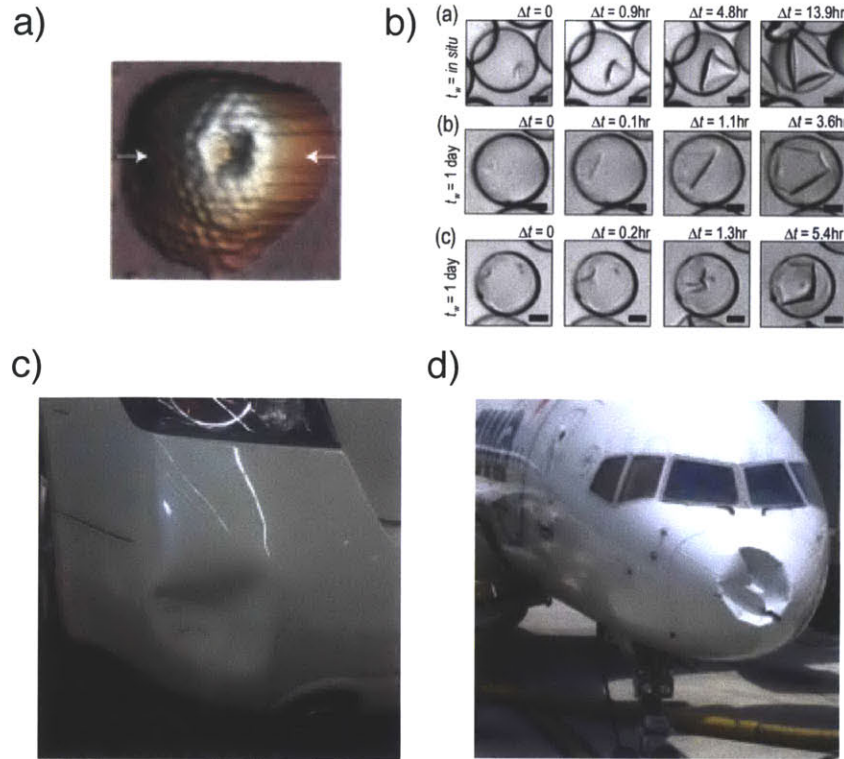 a)
b)
(a)
Δt = 0
Δt = 0.9hr
Δt = 4.8hr
Δt = 13.9hr
t_w = in situ
(b)
Δt = 0
Δt = 0.1hr
Δt = 1.1hr
Δt = 3.6hr
t_w = 1 day
(c)
Δt = 0
Δt = 0.2hr
Δt = 1.3hr
Δt = 5.4hr
t_w = 1 day
c)
d)